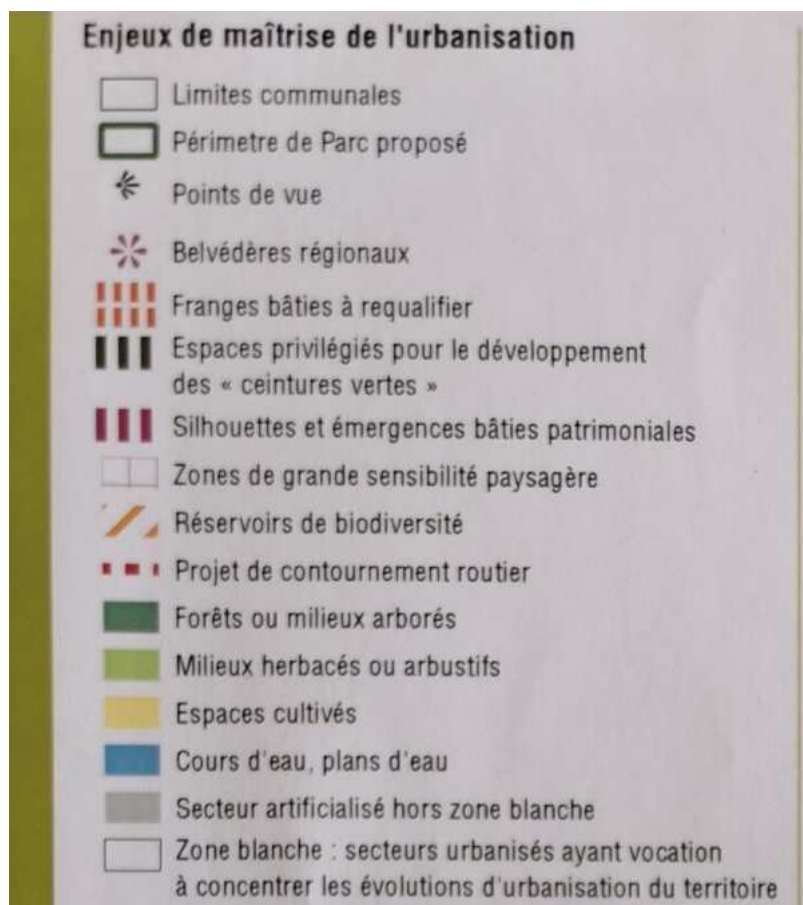 Enjeux de maîtrise de l'urbanisation
Limites communales
Périmetre de Parc proposé
Points de vue
Belvédères régionaux
Franges bâties à requalifier
Espaces privilégiés pour le développement
des « ceintures vertes »
Silhouettes et émergences bâties patrimoniales
Zones de grande sensibilité paysagère
Réservoirs de biodiversité
Projet de contournement routier
Forêts ou milieux arborés
Milieux herbacés ou arbustifs
Espaces cultivés
Cours d'eau, plans d'eau
Secteur artificialisé hors zone blanche
Zone blanche : secteurs urbanisés ayant vocation
à concentrer les évolutions d'urbanisation du territoire